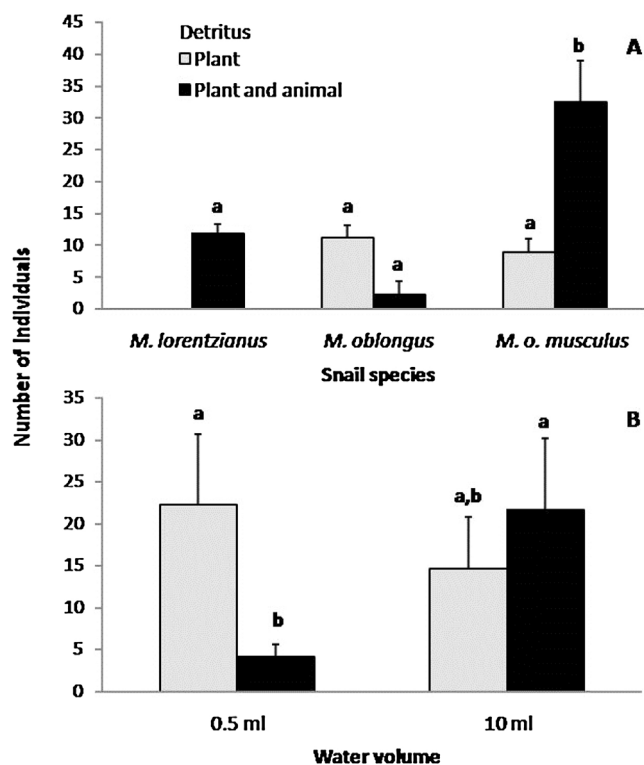 Number of Individuals
45
40
35
30
25
20
15
10
5
0
Detritus
Plant
Plant and animal
A
a
a
a
a
b
M. lorentzianus
M. oblongus
M. o. musculus
Snail species
35
30
25
20
15
10
5
0
B
a
b
a,b
a
0.5 ml
10 ml
Water volume